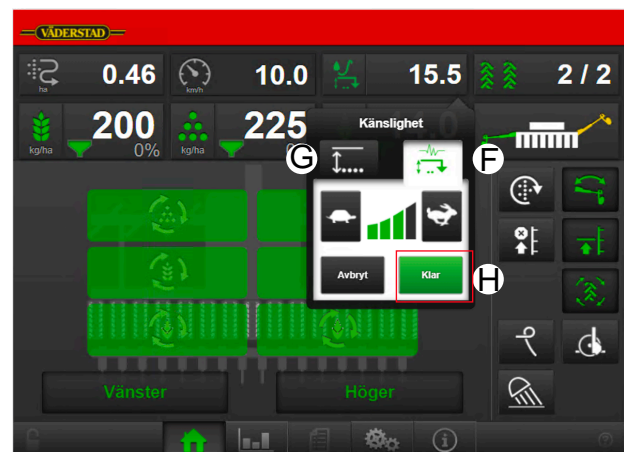 VÄDERSTAD
0.46 10.0 15.5 2 / 2
ha km/h
200 225
kg/ha 0% kg/ha
Känslighet
G F
Avbryt Klar H
Vänster Höger